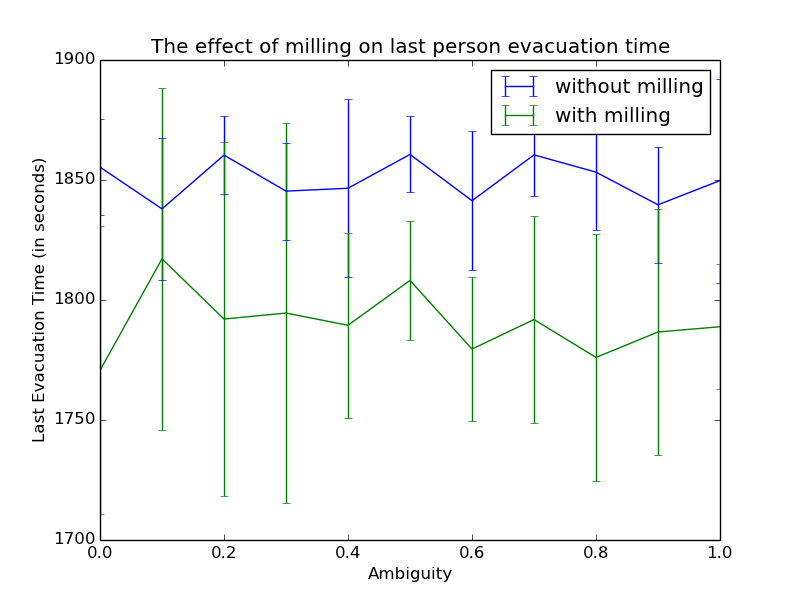 The effect of milling on last person evacuation time
without milling
with milling
Last Evacuation Time (in seconds)
1900
1850
1800
1750
1700
0.0 0.2 0.4 0.6 0.8 1.0
Ambiguity